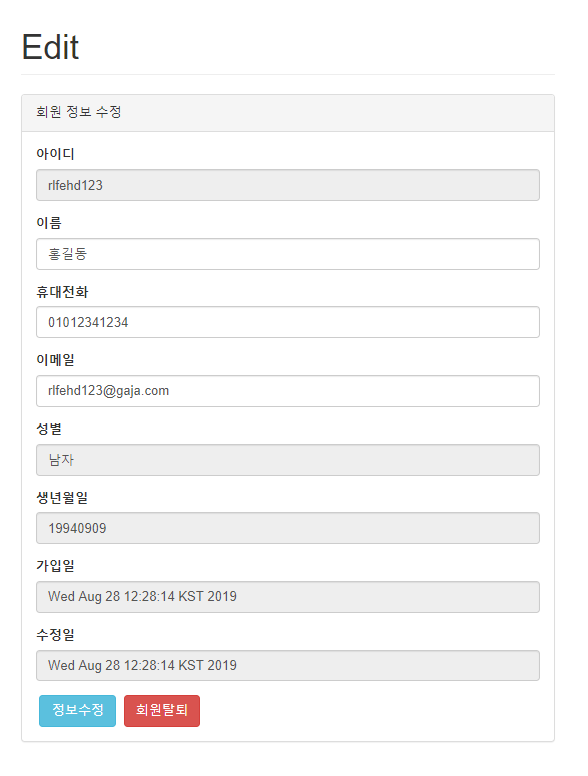 Edit
회원 정보 수정
아이디
rlfehd123
이름
홍길동
휴대전화
01012341234
이메일
rlfehd123@gaja.com
성별
남자
생년월일
19940909
가입일
Wed Aug 28 12:28:14 KST 2019
수정일
Wed Aug 28 12:28:14 KST 2019
정보수정 회원탈퇴